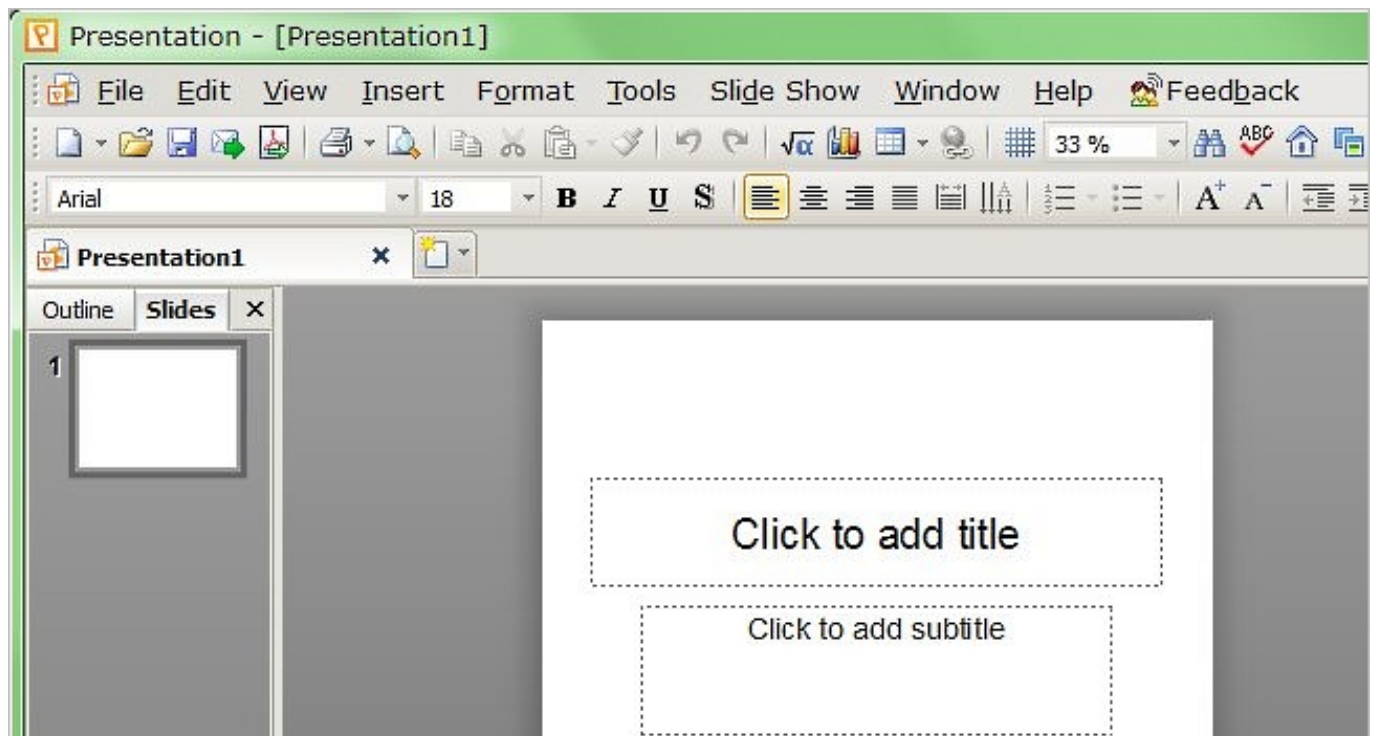 Presentation - [Presentation1]
File Edit View Insert Format Tools Slide Show Window Help Feedback
√α 33 % ABC
Arial 18 B I U S A+ A-
Presentation1
Outline Slides
1
Click to add title
Click to add subtitle